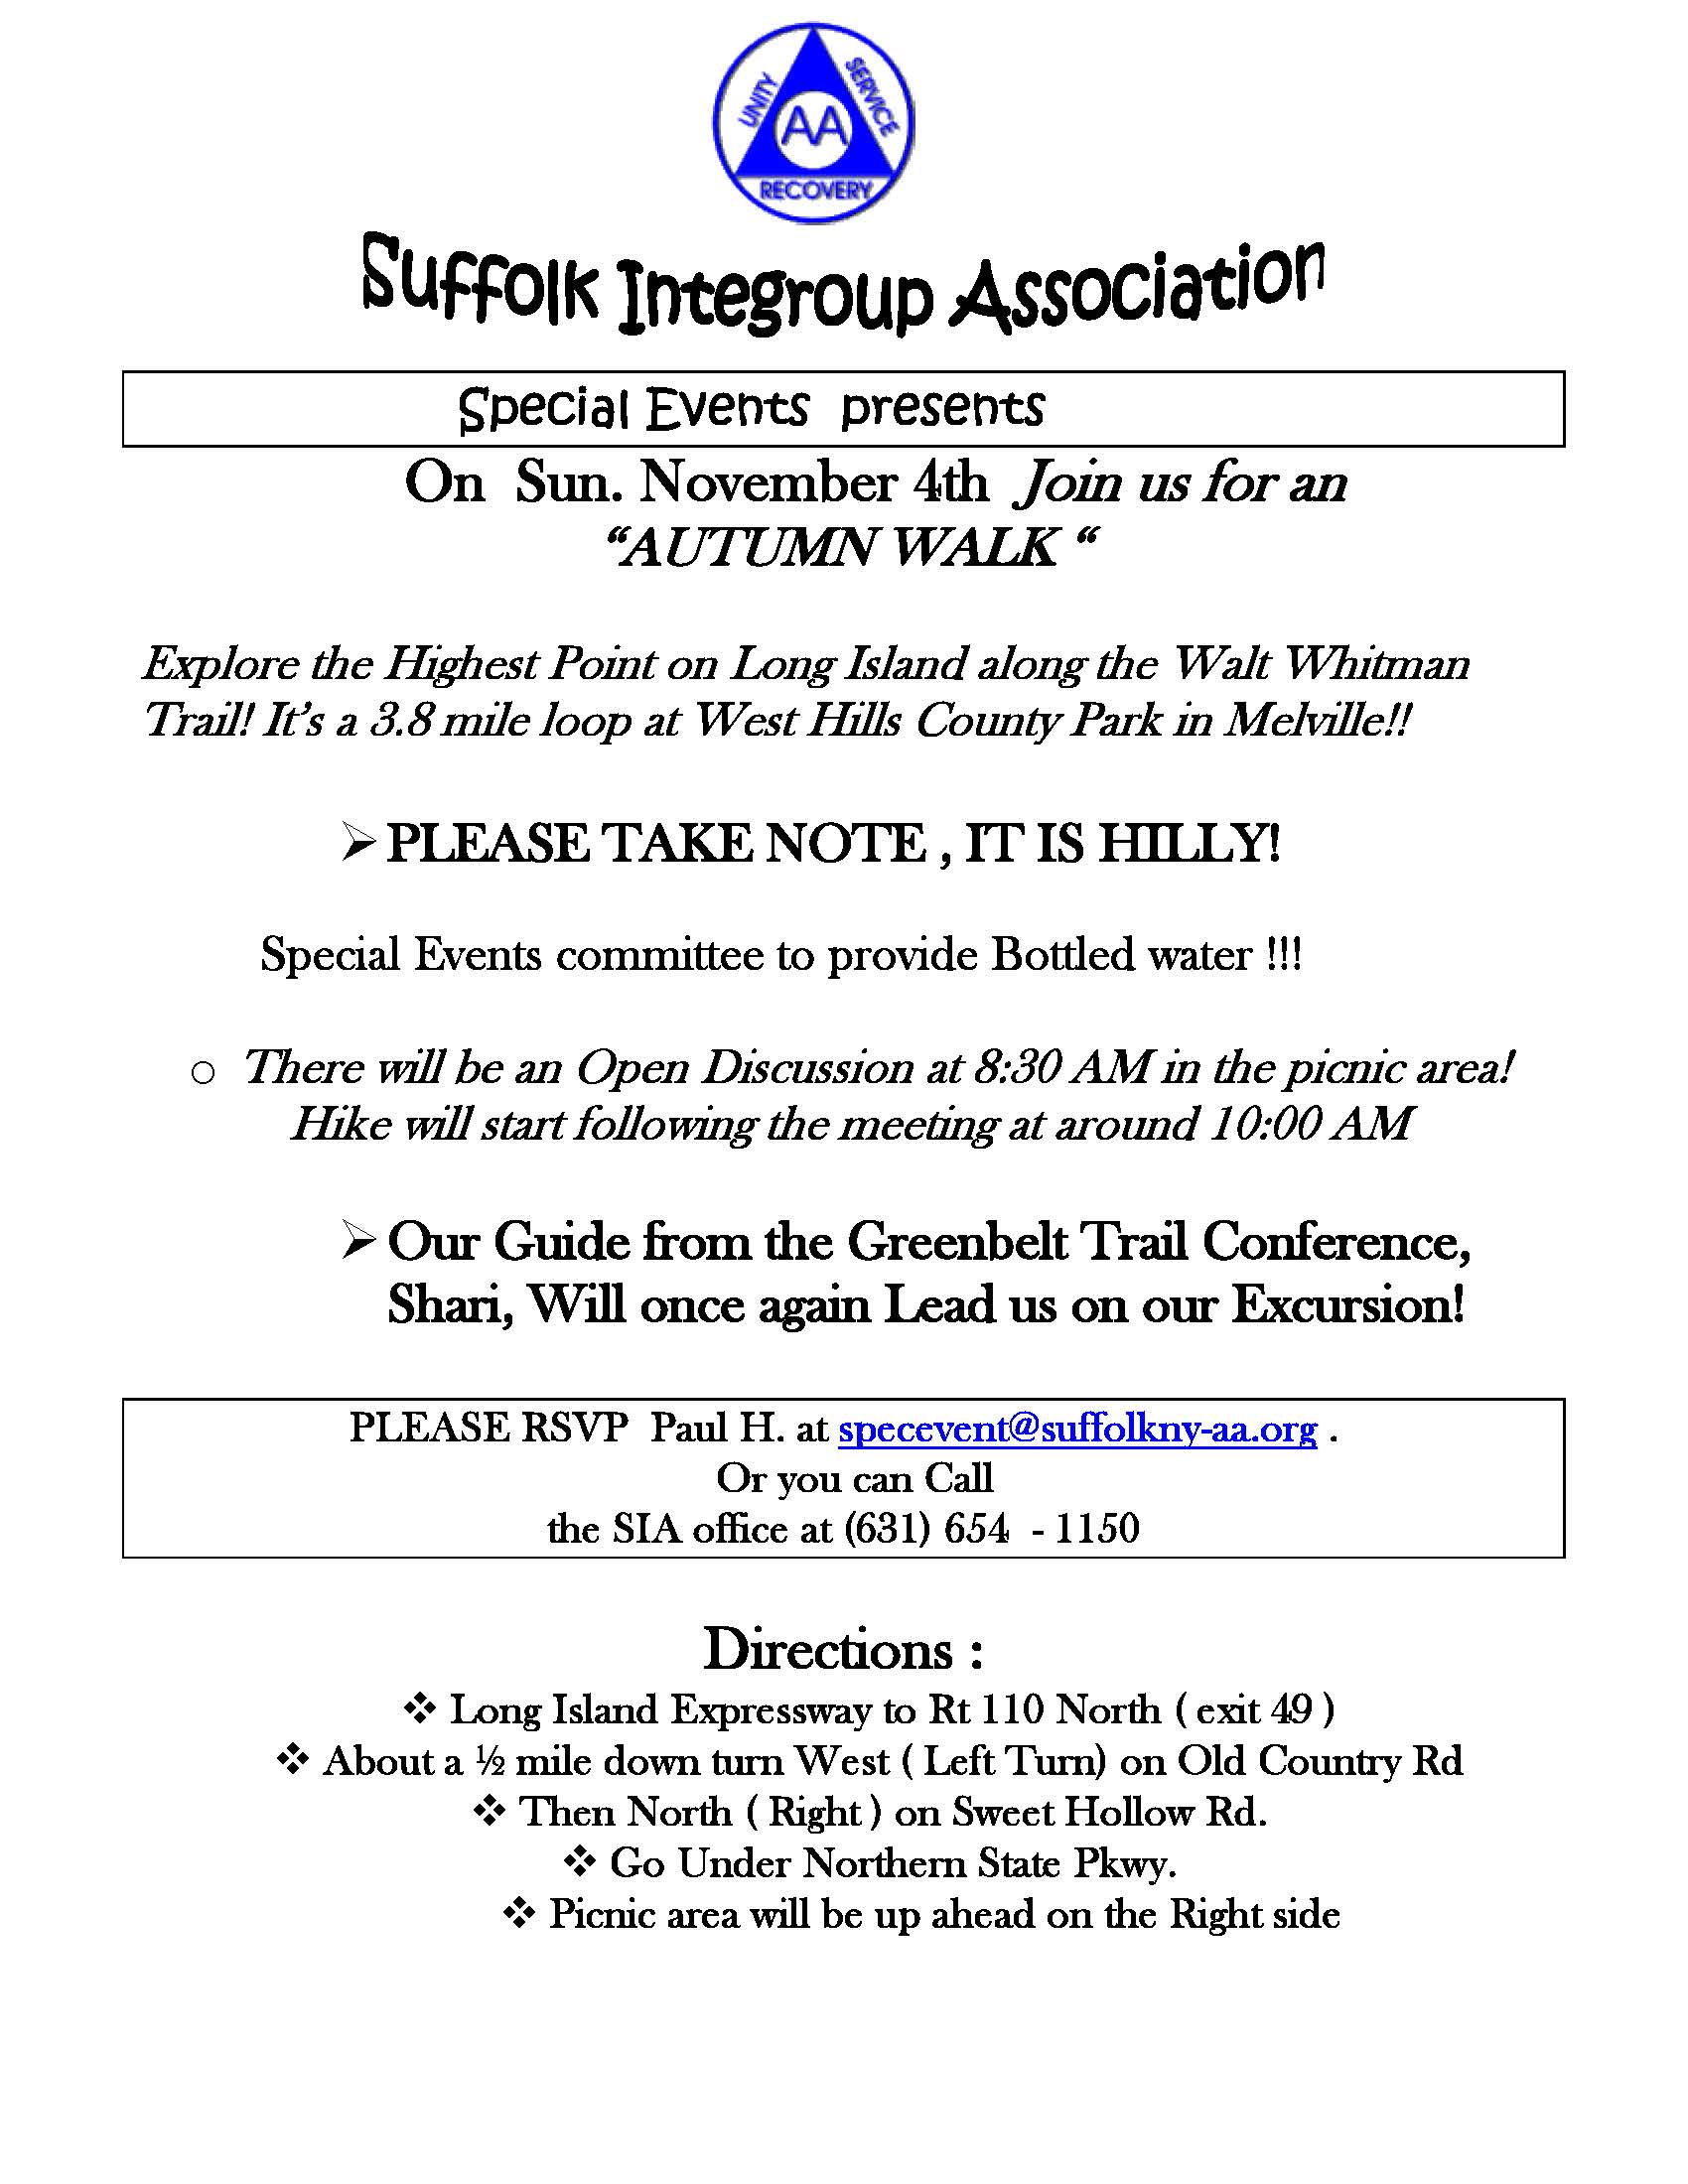 UNITY
SERVICE
AA
RECOVERY
Suffolk Integroup Association
Special Events  presents
On  Sun. November 4th  Join us for an
“AUTUMN WALK “
Explore the Highest Point on Long Island along the Walt Whitman
Trail! It’s a 3.8 mile loop at West Hills County Park in Melville!!
➢ PLEASE TAKE NOTE , IT IS HILLY!
Special Events committee to provide Bottled water !!!
o There will be an Open Discussion at 8:30 AM in the picnic area!
Hike will start following the meeting at around 10:00 AM
➢ Our Guide from the Greenbelt Trail Conference,
Shari, Will once again Lead us on our Excursion!
PLEASE RSVP  Paul H. at specevent@suffolkny-aa.org .
Or you can Call
the SIA office at (631) 654  - 1150
Directions :
❖ Long Island Expressway to Rt 110 North ( exit 49 )
❖ About a ½ mile down turn West ( Left Turn) on Old Country Rd
❖ Then North ( Right ) on Sweet Hollow Rd.
❖ Go Under Northern State Pkwy.
❖ Picnic area will be up ahead on the Right side